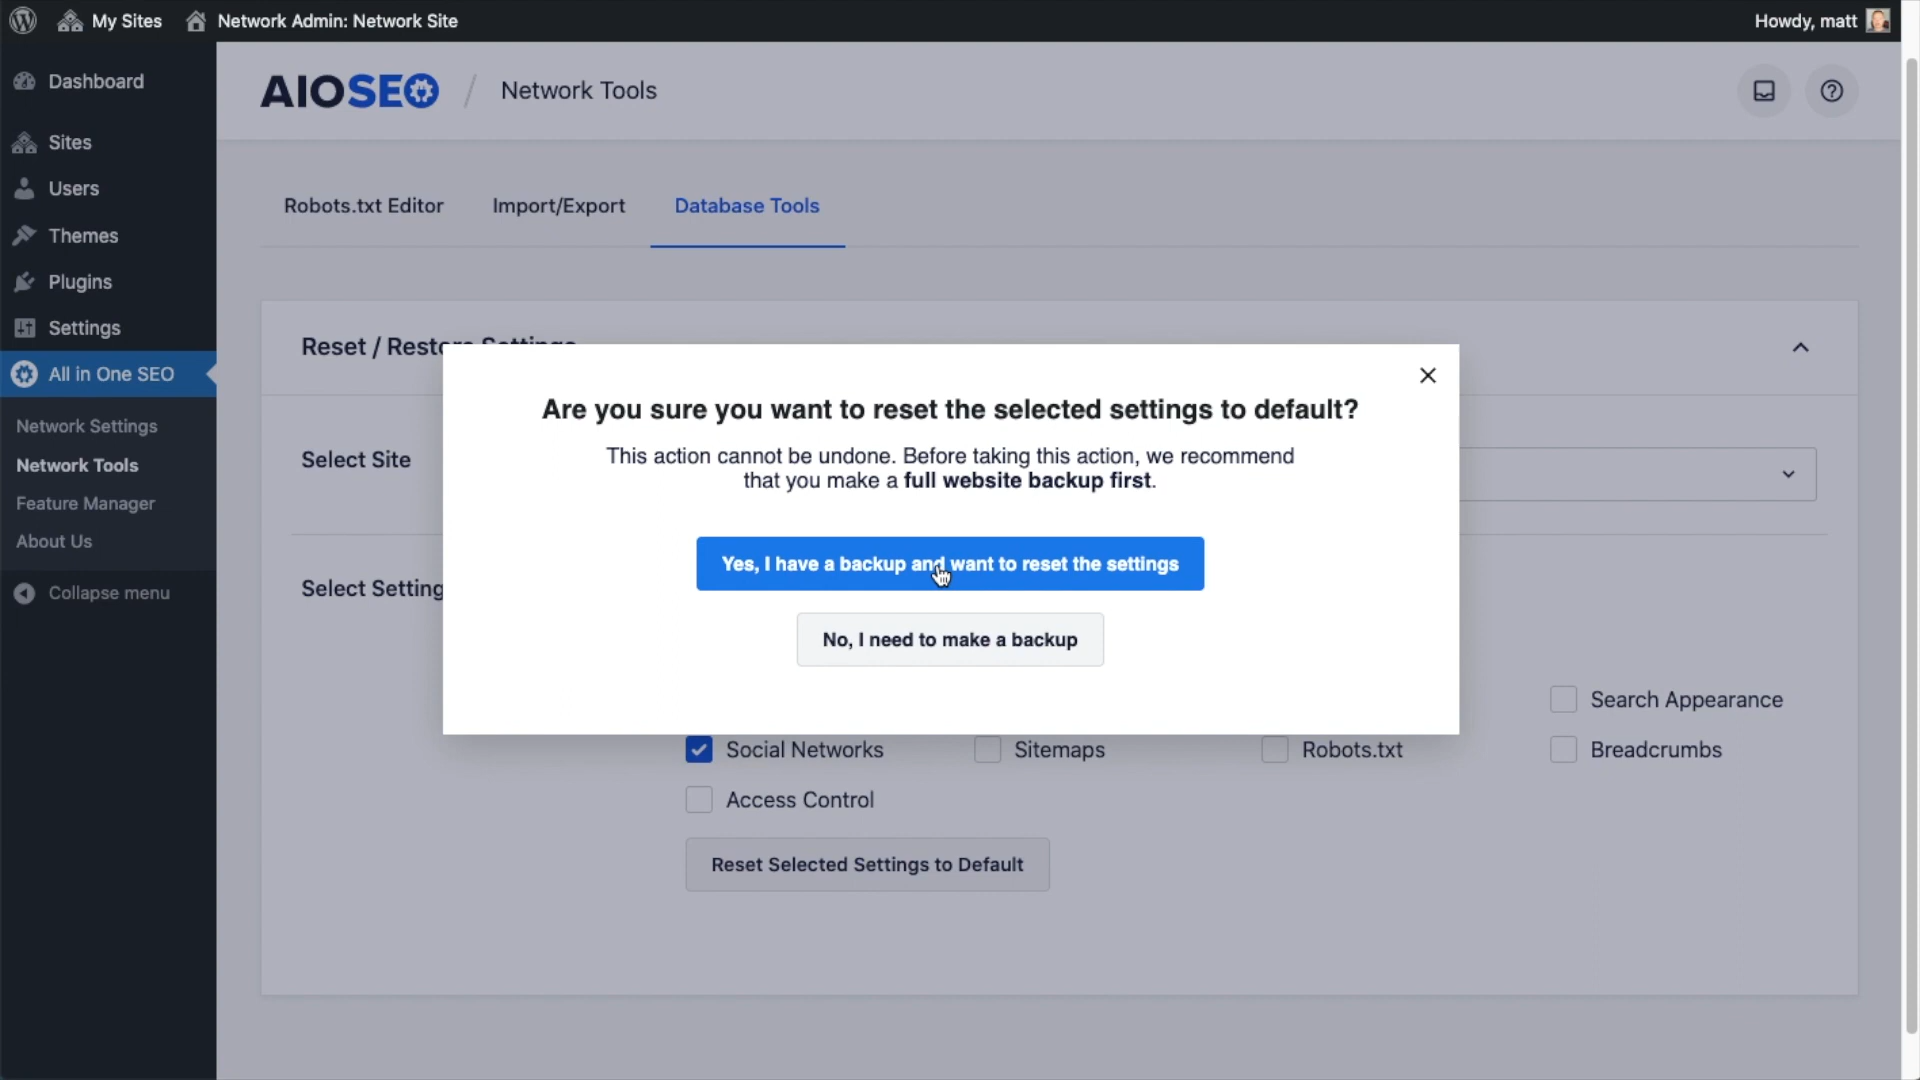 My Sites
Network Admin: Network Site
Howdy, matt
Dashboard
Sites
Users
Themes
Plugins
Settings
All in One SEO
Network Settings
Network Tools
Feature Manager
About Us
Collapse menu
AIOSEO / Network Tools
Robots.txt Editor
Import/Export
Database Tools
Reset / Restore Settings
Select Site
Select Setting
Are you sure you want to reset the selected settings to default?
This action cannot be undone. Before taking this action, we recommend
that you make a full website backup first.
Yes, I have a backup and want to reset the settings
No, I need to make a backup
Search Appearance
Social Networks
Sitemaps
Robots.txt
Breadcrumbs
Access Control
Reset Selected Settings to Default